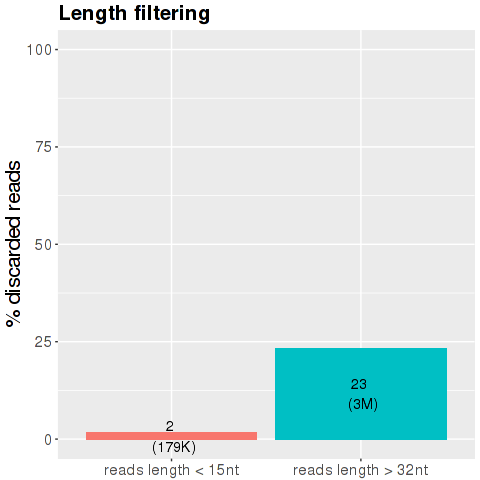 Length filtering
% discarded reads
100
75
50
25
0
2
(179K)
23
(3M)
reads length < 15nt
reads length > 32nt